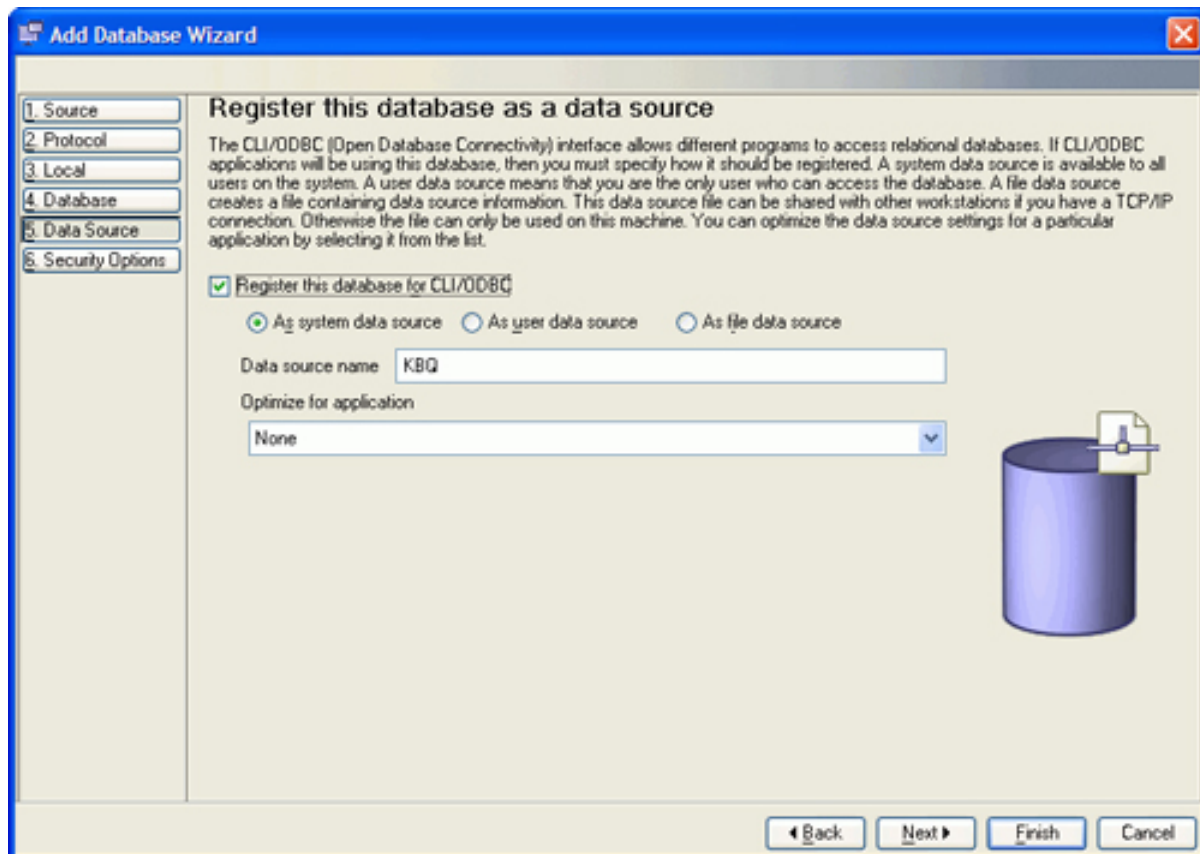 Add Database Wizard
1. Source
2. Protocol
3. Local
4. Database
5. Data Source
6. Security Options
Register this database as a data source
The CLI/ODBC (Open Database Connectivity) interface allows different programs to access relational databases. If CLI/ODBC
applications will be using this database, then you must specify how it should be registered. A system data source is available to all
users on the system. A user data source means that you are the only user who can access the database. A file data source
creates a file containing data source information. This data source file can be shared with other workstations if you have a TCP/IP
connection. Otherwise the file can only be used on this machine. You can optimize the data source settings for a particular
application by selecting it from the list.
Register this database for CLI/ODBC
As system data source As user data source As file data source
Data source name KBQ
Optimize for application
None
Back Next Finish Cancel